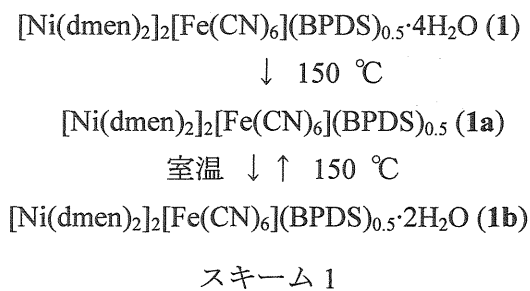 [Ni(dmen)₂]₂[Fe(CN)₆](BPDS)₀.₅·4H₂O (1)
↓ 150 ℃
[Ni(dmen)₂]₂[Fe(CN)₆](BPDS)₀.₅ (1a)
室温 ↓↑ 150 ℃
[Ni(dmen)₂]₂[Fe(CN)₆](BPDS)₀.₅·2H₂O (1b)
スキーム 1